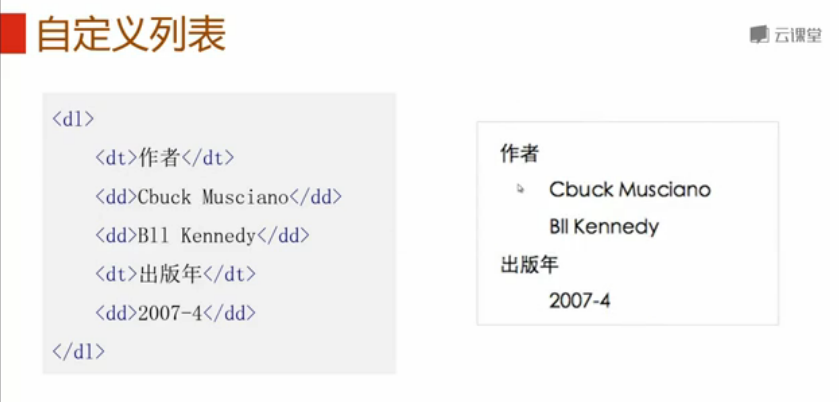 自定义列表
云课堂
<dl>
<dt>作者</dt>
<dd>Cbuck Musciano</dd>
<dd>Bll Kennedy</dd>
<dt>出版年</dt>
<dd>2007-4</dd>
</dl>
作者
Cbuck Musciano
Bll Kennedy
出版年
2007-4